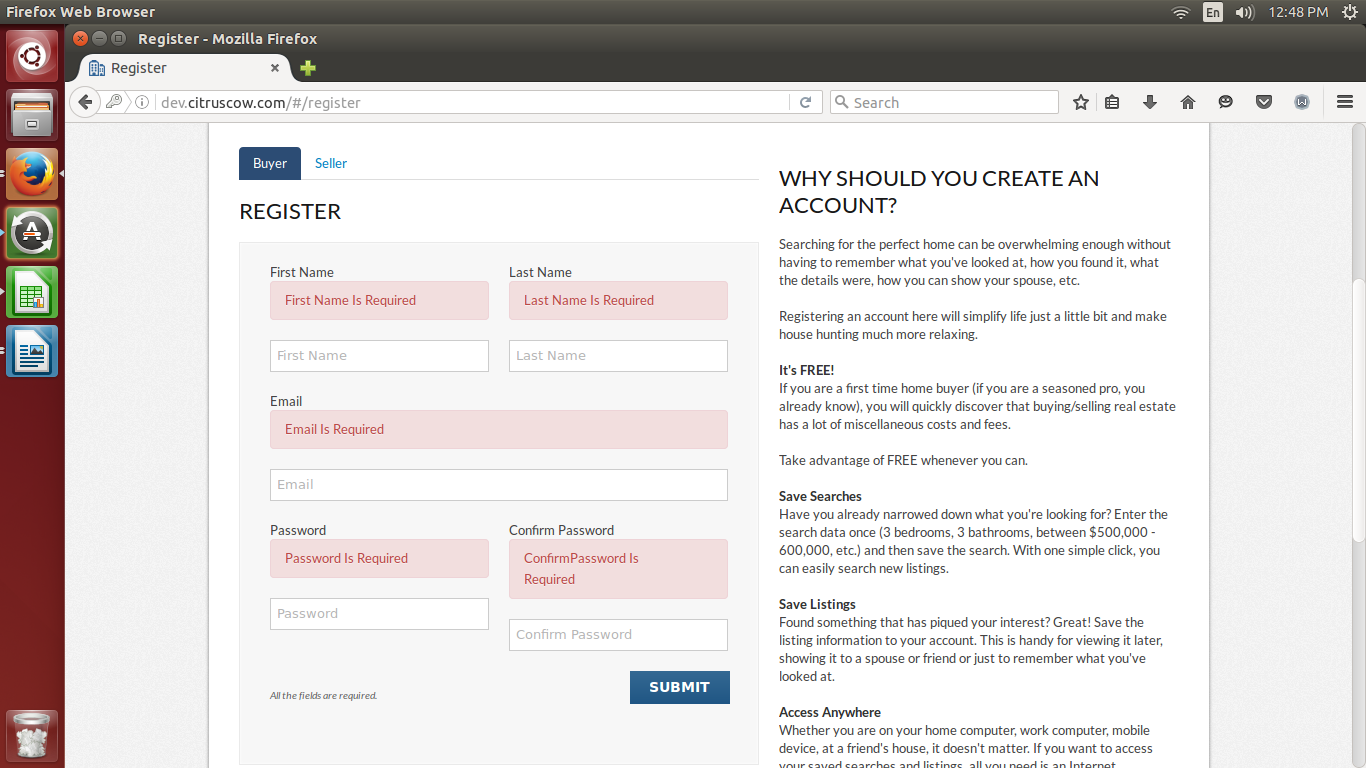 Firefox Web Browser
En
12:48 PM
Register - Mozilla Firefox
Register
dev.citruscow.com/#/register
Search
Buyer
Seller
REGISTER
First Name
Last Name
First Name Is Required
Last Name Is Required
First Name
Last Name
Email
Email Is Required
Email
Password
Confirm Password
Password Is Required
ConfirmPassword Is
Required
Password
Confirm Password
All the fields are required.
SUBMIT
WHY SHOULD YOU CREATE AN
ACCOUNT?
Searching for the perfect home can be overwhelming enough without
having to remember what you've looked at, how you found it, what
the details were, how you can show your spouse, etc.
Registering an account here will simplify life just a little bit and make
house hunting much more relaxing.
It's FREE!
If you are a first time home buyer (if you are a seasoned pro, you
already know), you will quickly discover that buying/selling real estate
has a lot of miscellaneous costs and fees.
Take advantage of FREE whenever you can.
Save Searches
Have you already narrowed down what you're looking for? Enter the
search data once (3 bedrooms, 3 bathrooms, between $500,000 -
600,000, etc.) and then save the search. With one simple click, you
can easily search new listings.
Save Listings
Found something that has piqued your interest? Great! Save the
listing information to your account. This is handy for viewing it later,
showing it to a spouse or friend or just to remember what you've
looked at.
Access Anywhere
Whether you are on your home computer, work computer, mobile
device, at a friend's house, it doesn't matter. If you want to access
your saved searches and listings, all you need is an Internet